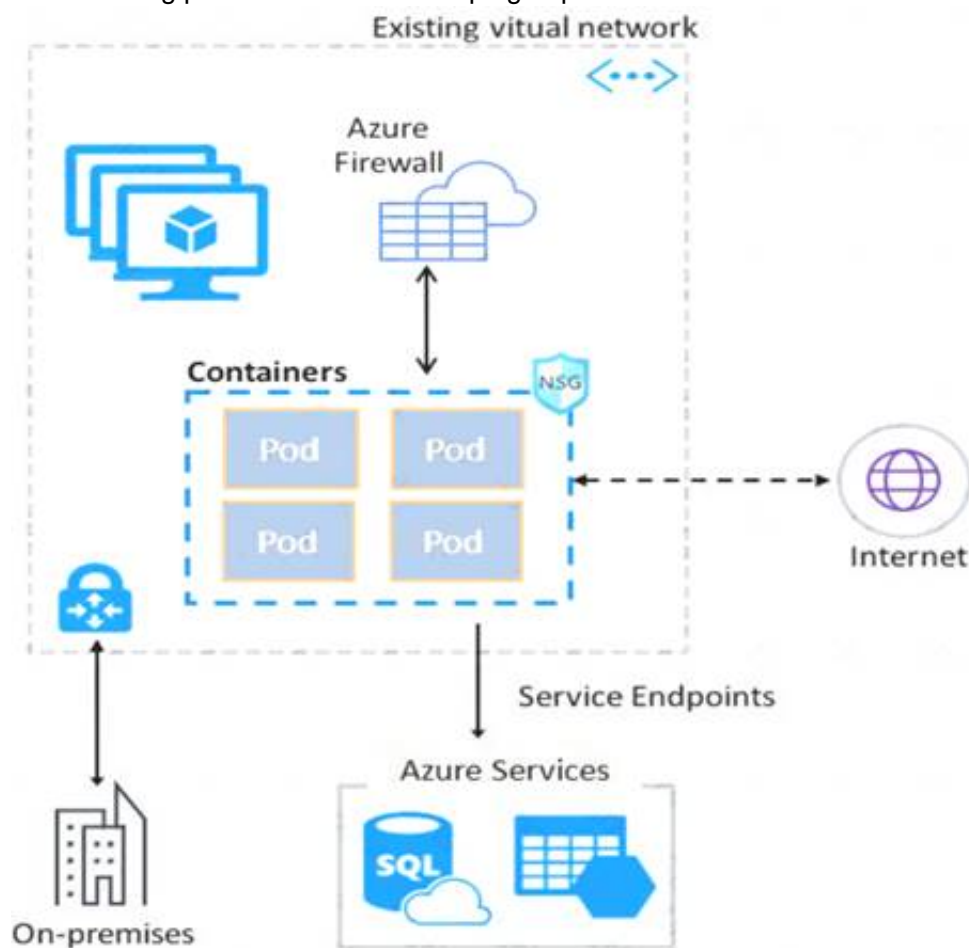 Existing vitual network
Azure
Firewall
Containers
NSG
Pod Pod
Pod Pod
Internet
Service Endpoints
Azure Services
SQL
On-premises